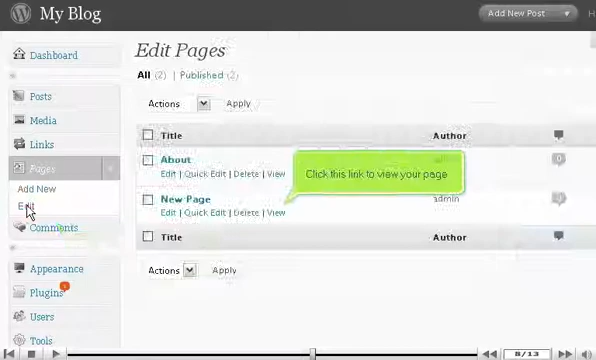 My Blog
Add New Post
H
Dashboard
Posts
Media
Links
Pages
Add New
Edit
Comments
Appearance
Plugins
Users
Tools
Edit Pages
All (2) | Published (2)
Actions Apply
Title Author
About
Edit | Quick Edit | Delete | View
0
Click this link to view your page
New Page admin
Edit | Quick Edit | Delete | View
Title Author
Actions Apply
8/13